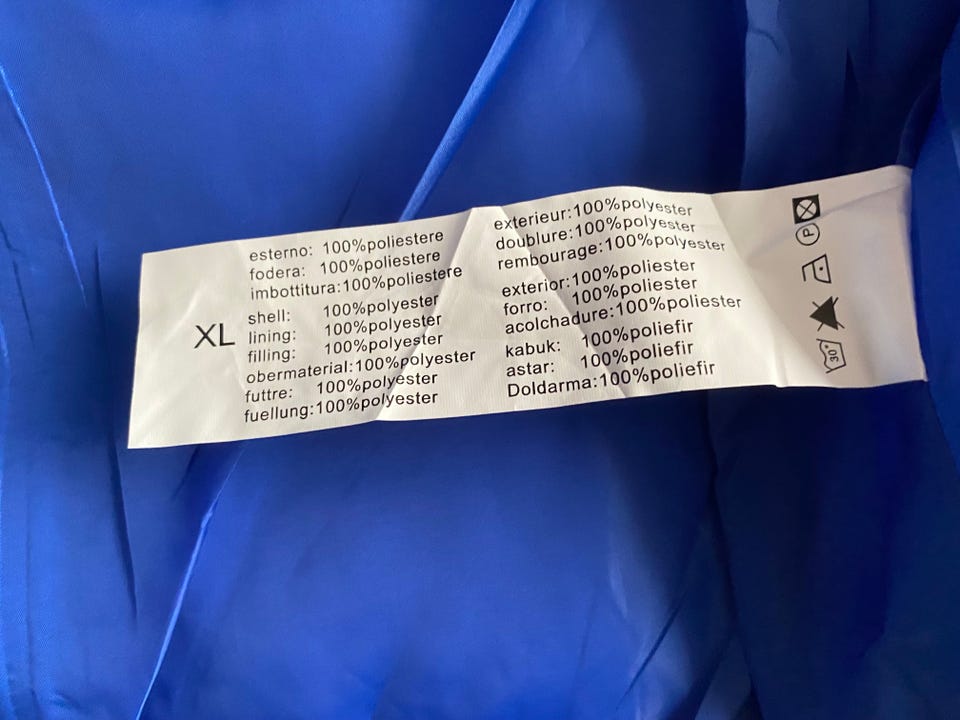 XL
esterno: 100%poliestere
fodera: 100%poliestere
imbottitura:100%poliestere
shell: 100%polyester
lining: 100%polyester
filling: 100%polyester
obermaterial:100%polyester
futtre: 100%polyester
fuellung:100%polyester
exterieur:100%polyester
doublure:100%polyester
rembourage:100%polyester
exterior:100%poliester
forro: 100%poliester
acolchadure:100%poliester
kabuk: 100%poliefir
astar: 100%poliefir
Doldarma:100%poliefir
P
30°